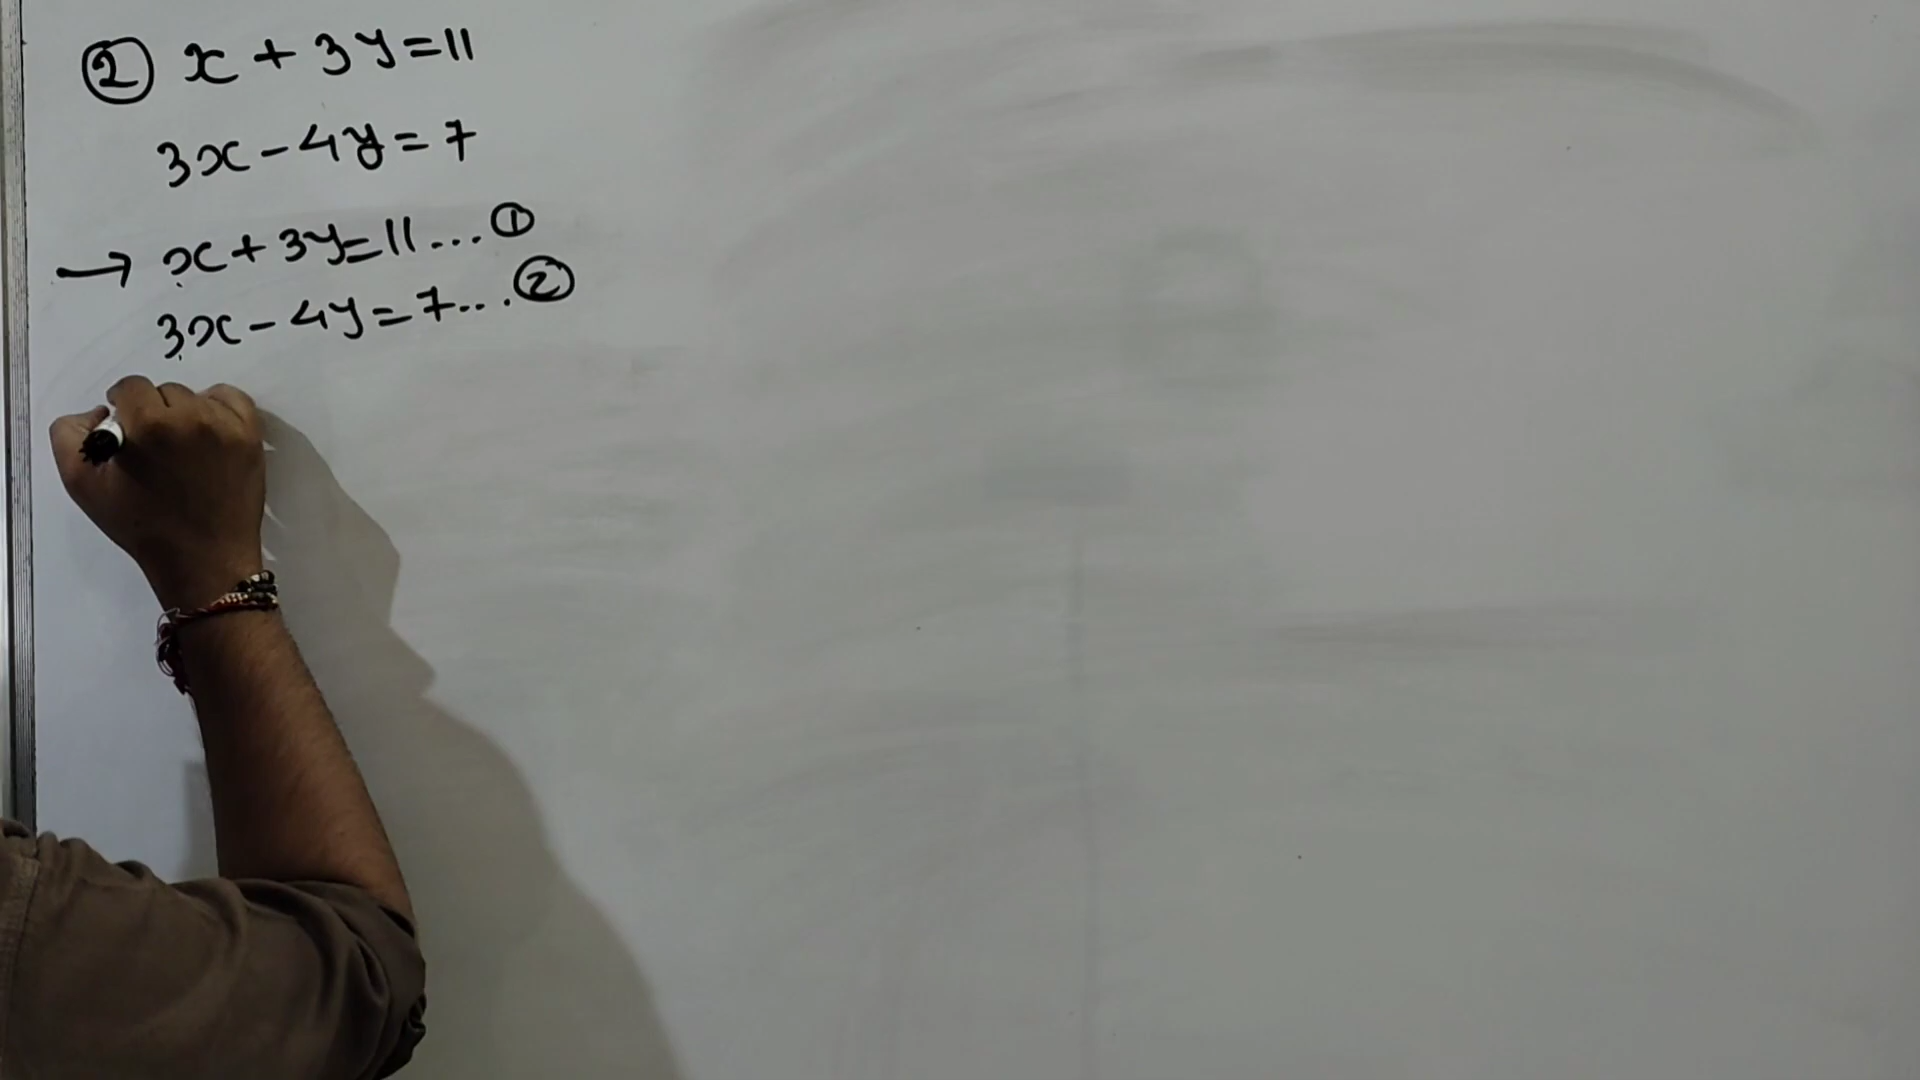 ② x + 3y = 11
3x - 4y = 7
→ x + 3y = 11 ... ①
3x - 4y = 7 ... ②